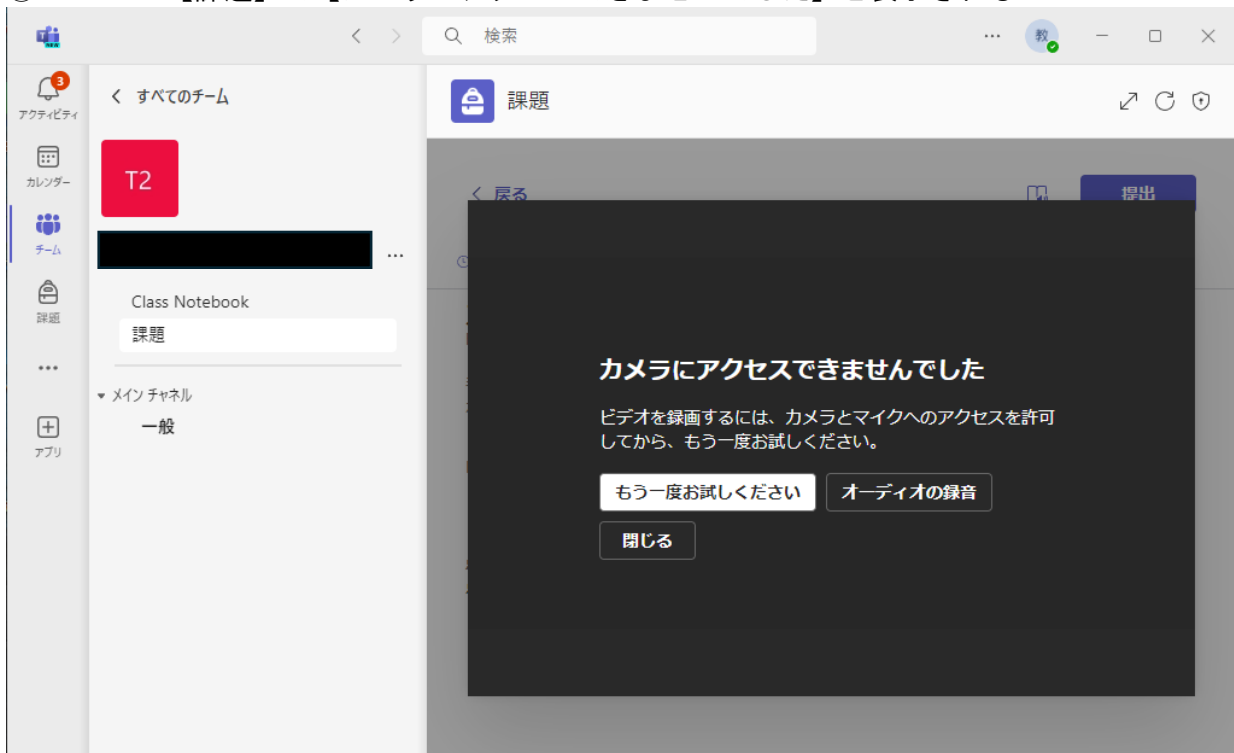 検索
教
3
アクティビティ
カレンダー
チーム
課題
アプリ
すべてのチーム
T2
Class Notebook
課題
メイン チャネル
一般
課題
戻る
提出
カメラにアクセスできませんでした
ビデオを録画するには、カメラとマイクへのアクセスを許可
してから、もう一度お試しください。
もう一度お試しください
オーディオの録音
閉じる